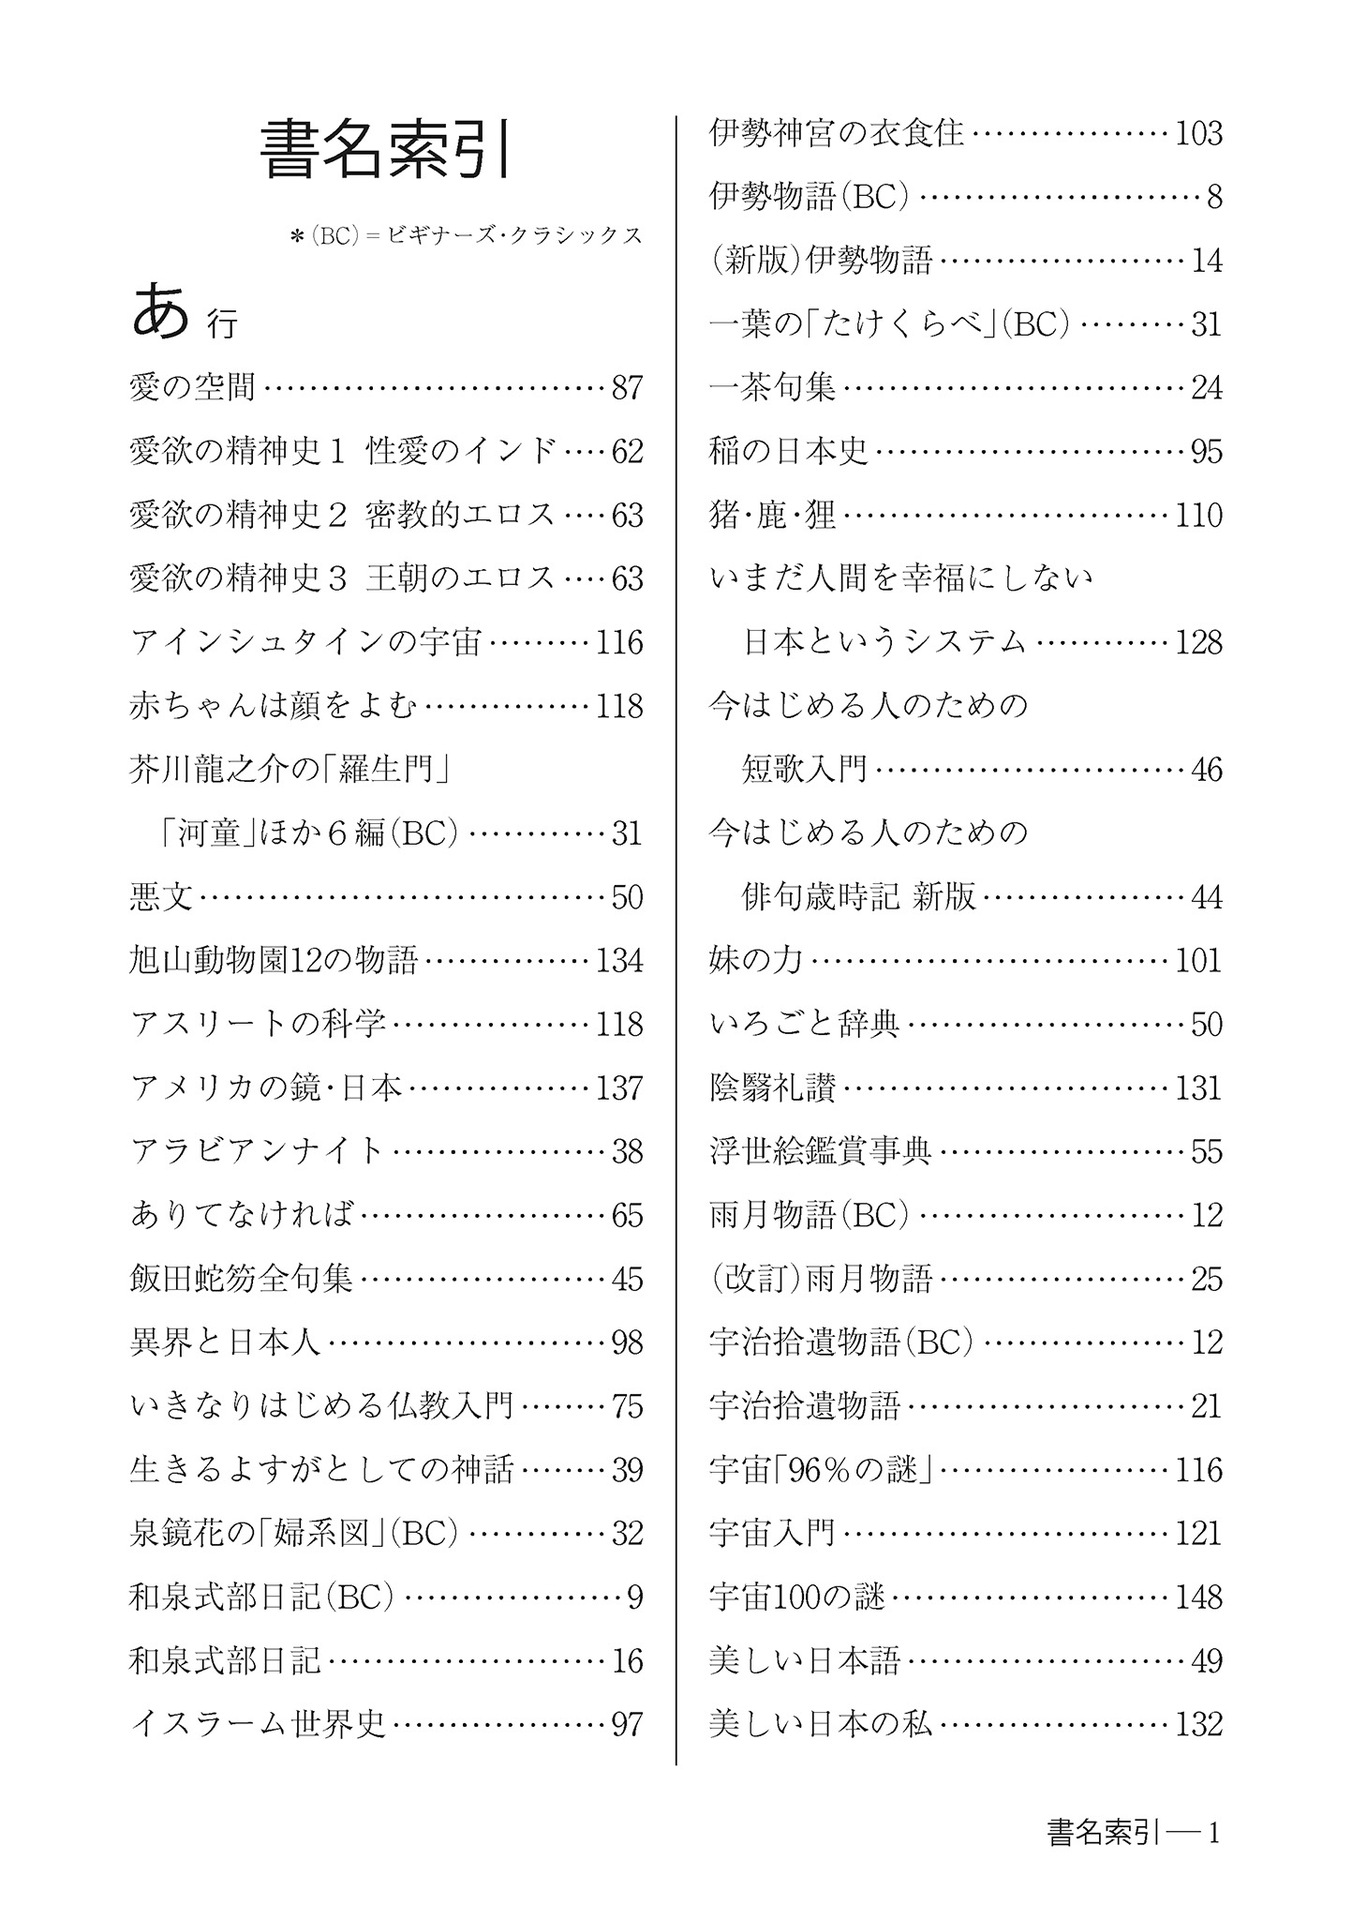 書名索引
＊(BC)＝ビギナーズ・クラシックス
あ 行
愛の空間……………………………87
愛欲の精神史１ 性愛のインド‥‥62
愛欲の精神史２ 密教的エロス‥‥63
愛欲の精神史３ 王朝のエロス‥‥63
アインシュタインの宇宙………116
赤ちゃんは顔をよむ……………118
芥川龍之介の「羅生門」
「河童」ほか６編(BC)…………31
悪文…………………………………50
旭山動物園12の物語……………134
アスリートの科学………………118
アメリカの鏡・日本………………137
アラビアンナイト…………………38
ありてなければ……………………65
飯田蛇笏全句集……………………45
異界と日本人………………………98
いきなりはじめる仏教入門………75
生きるよすがとしての神話………39
泉鏡花の「婦系図」(BC)…………32
和泉式部日記(BC)…………………9
和泉式部日記………………………16
イスラーム世界史…………………97
伊勢神宮の衣食住………………103
伊勢物語(BC)………………………8
(新版)伊勢物語……………………14
一葉の「たけくらべ」(BC)………31
一茶句集……………………………24
稲の日本史…………………………95
猪・鹿・狸…………………………110
いまだ人間を幸福にしない
日本というシステム…………128
今はじめる人のための
短歌入門…………………………46
今はじめる人のための
俳句歳時記 新版………………44
妹の力……………………………101
いろごと辞典………………………50
陰翳礼讃…………………………131
浮世絵鑑賞事典……………………55
雨月物語(BC)……………………12
(改訂)雨月物語……………………25
宇治拾遺物語(BC)………………12
宇治拾遺物語………………………21
宇宙「96％の謎」…………………116
宇宙入門…………………………121
宇宙100の謎………………………148
美しい日本語………………………49
美しい日本の私…………………132
書名索引―1